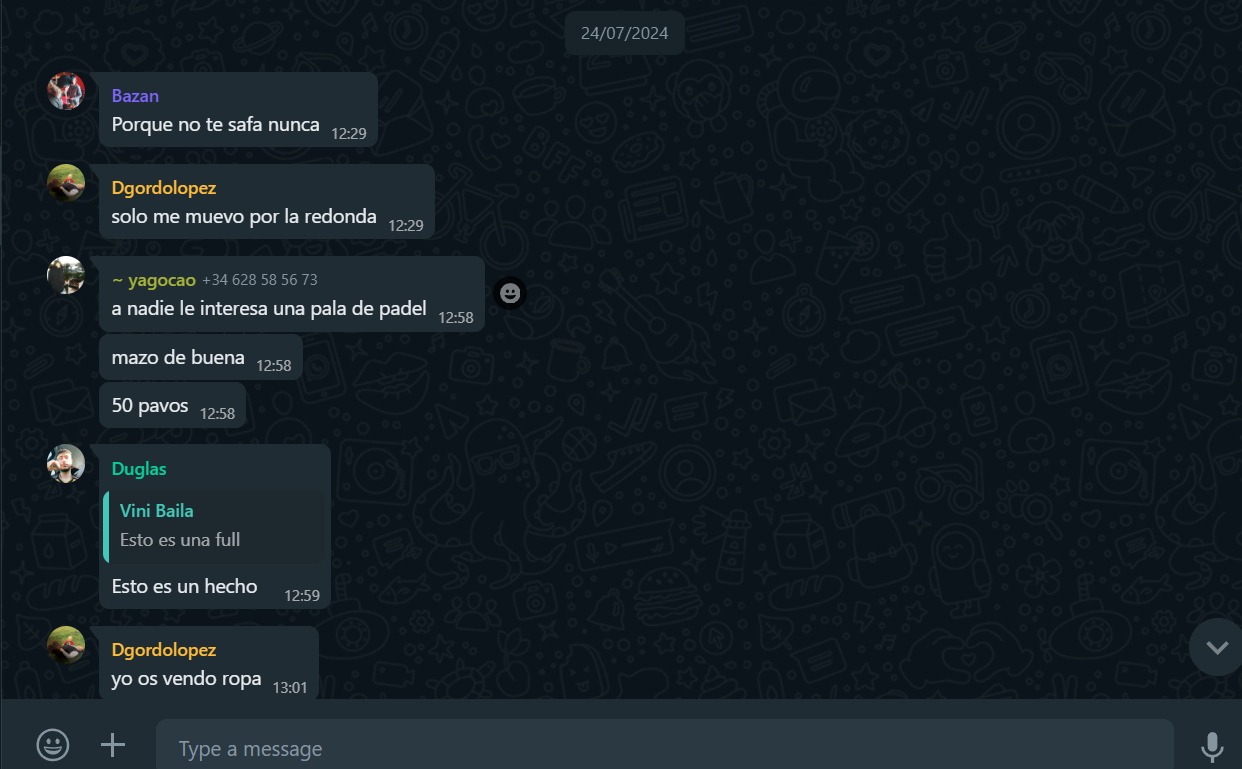 24/07/2024
Bazan
Porque no te safa nunca 12:29
Dgordolopez
solo me muevo por la redonda 12:29
~ yagocao +34 628 58 56 73
a nadie le interesa una pala de padel 12:58
mazo de buena 12:58
50 pavos 12:58
Duglas
Vini Baila
Esto es una full
Esto es un hecho 12:59
Dgordolopez
yo os vendo ropa 13:01
Type a message